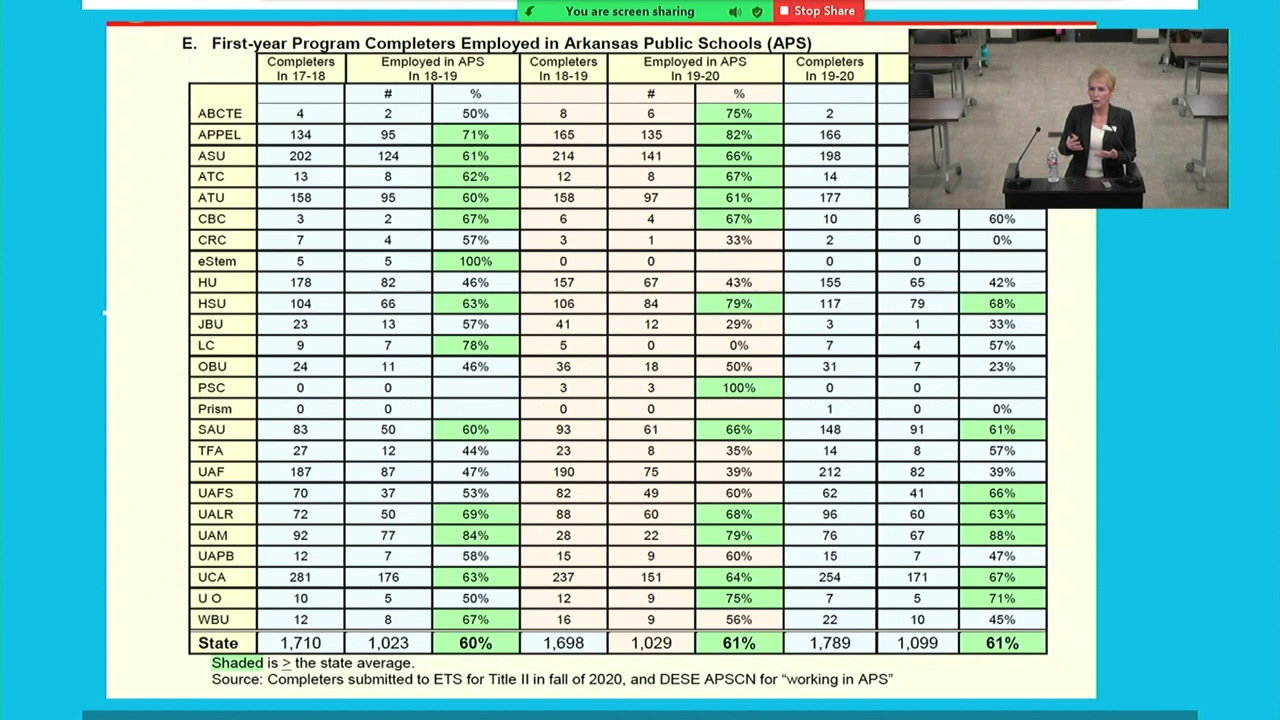 You are screen sharing Stop Share
E. First-year Program Completers Employed in Arkansas Public Schools (APS)
Completers In 17-18 Employed in APS In 18-19 Completers In 18-19 Employed in APS In 19-20 Completers In 19-20
# % # %
ABCTE 4 2 50% 8 6 75% 2
APPEL 134 95 71% 165 135 82% 166
ASU 202 124 61% 214 141 66% 198
ATC 13 8 62% 12 8 67% 14
ATU 158 95 60% 158 97 61% 177
CBC 3 2 67% 6 4 67% 10 6 60%
CRC 7 4 57% 3 1 33% 2 0 0%
eStem 5 5 100% 0 0 0 0
HU 178 82 46% 157 67 43% 155 65 42%
HSU 104 66 63% 106 84 79% 117 79 68%
JBU 23 13 57% 41 12 29% 3 1 33%
LC 9 7 78% 5 0 0% 7 4 57%
OBU 24 11 46% 36 18 50% 31 7 23%
PSC 0 0 3 3 100% 0 0
Prism 0 0 0 0 1 0 0%
SAU 83 50 60% 93 61 66% 148 91 61%
TFA 27 12 44% 23 8 35% 14 8 57%
UAF 187 87 47% 190 75 39% 212 82 39%
UAFS 70 37 53% 82 49 60% 62 41 66%
UALR 72 50 69% 88 60 68% 96 60 63%
UAM 92 77 84% 28 22 79% 76 67 88%
UAPB 12 7 58% 15 9 60% 15 7 47%
UCA 281 176 63% 237 151 64% 254 171 67%
U O 10 5 50% 12 9 75% 7 5 71%
WBU 12 8 67% 16 9 56% 22 10 45%
State 1,710 1,023 60% 1,698 1,029 61% 1,789 1,099 61%
Shaded is > the state average.
Source: Completers submitted to ETS for Title II in fall of 2020, and DESE APSCN for “working in APS”